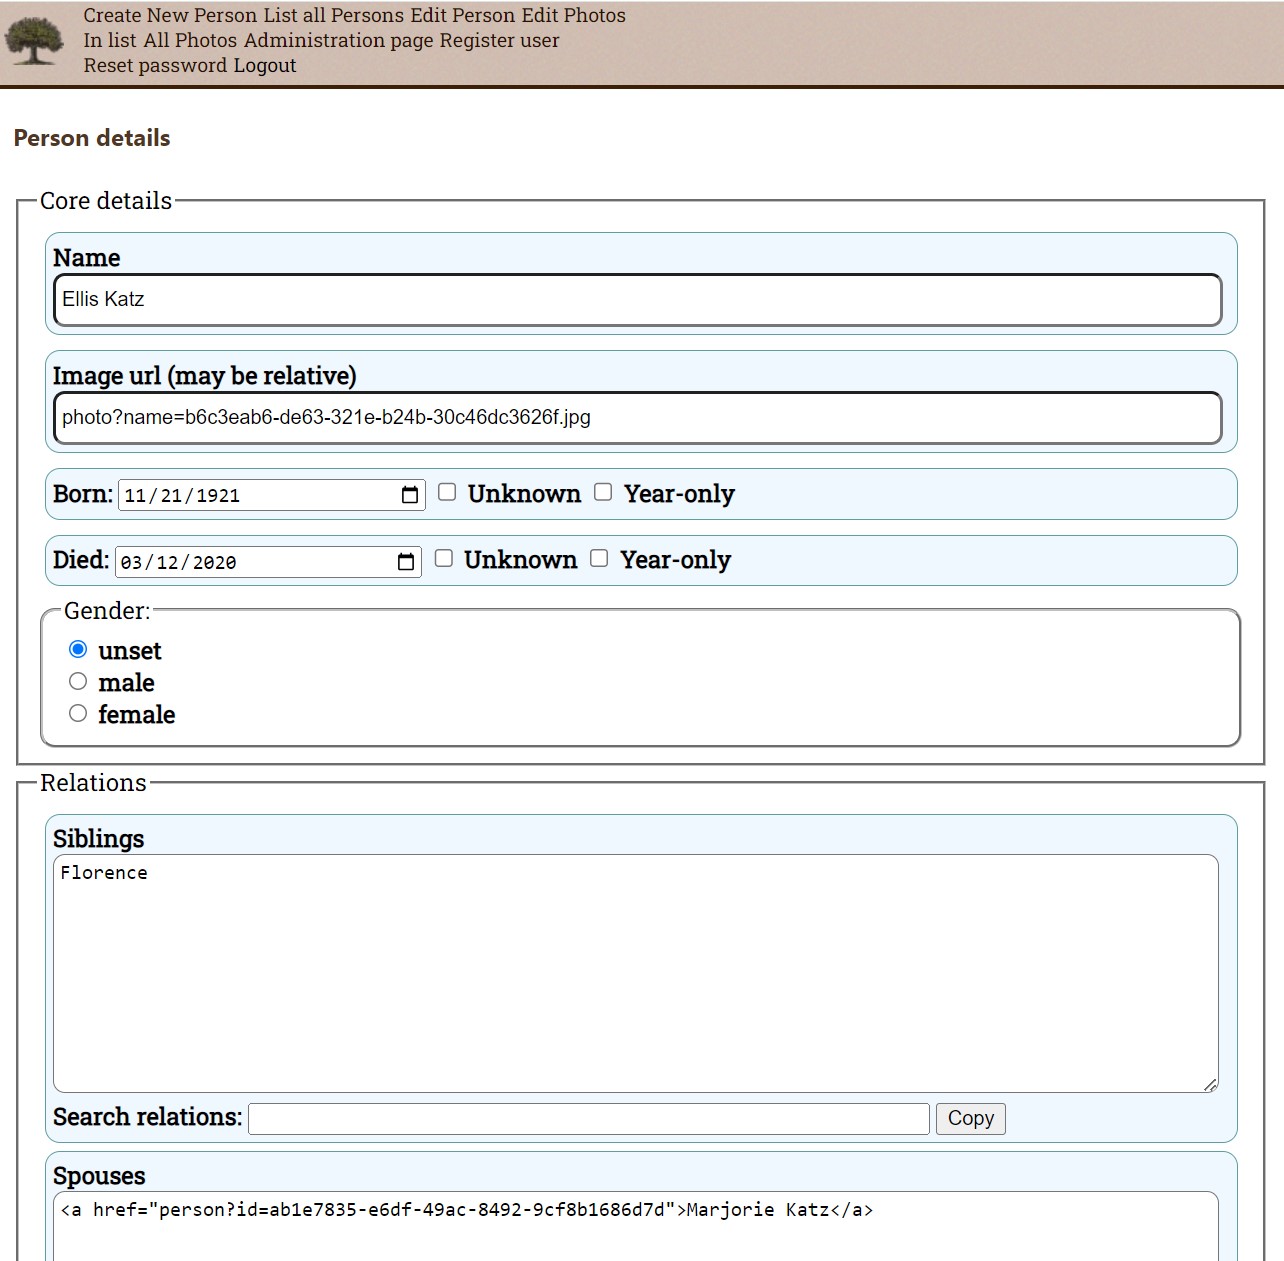 Create New Person List all Persons Edit Person Edit Photos
In list All Photos Administration page Register user
Reset password Logout
Person details
Core details
Name
Ellis Katz
Image url (may be relative)
photo?name=b6c3eab6-de63-321e-b24b-30c46dc3626f.jpg
Born: 11/21/1921 Unknown Year-only
Died: 03/12/2020 Unknown Year-only
Gender:
unset
male
female
Relations
Siblings
Florence
Search relations: Copy
Spouses
<a href="person?id=ab1e7835-e6df-49ac-8492-9cf8b1686d7d">Marjorie Katz</a>